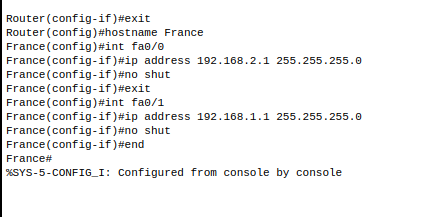 Router(config-if)#exit
Router(config)#hostname France
France(config)#int fa0/0
France(config-if)#ip address 192.168.2.1 255.255.255.0
France(config-if)#no shut
France(config-if)#exit
France(config)#int fa0/1
France(config-if)#ip address 192.168.1.1 255.255.255.0
France(config-if)#no shut
France(config-if)#end
France#
%SYS-5-CONFIG_I: Configured from console by console